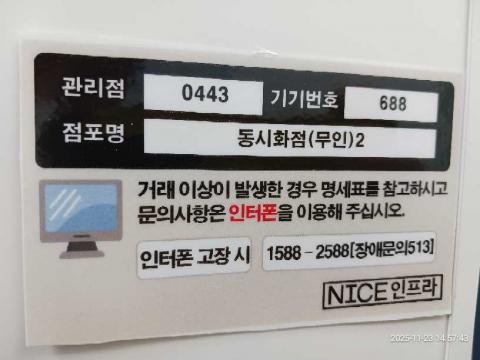 관리점 0443 기기번호 688
점포명 동시화점(무인)2
거래 이상이 발생한 경우 명세표를 참고하시고
문의사항은 인터폰을 이용해 주십시오.
인터폰 고장 시 1588-2588[장애문의513]
NICE인프라
2025-11-23 14:57:43